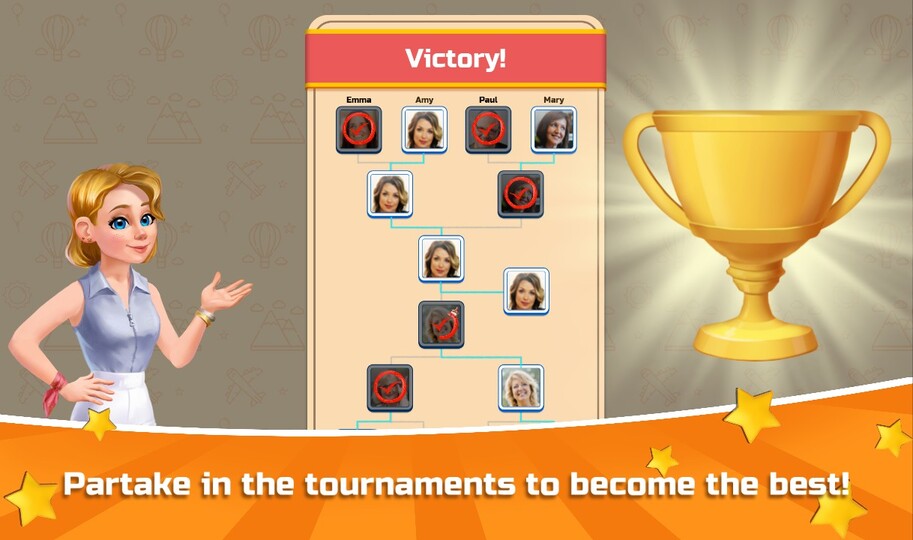 Victory!
Emma Amy Paul Mary
Partake in the tournaments to become the best!